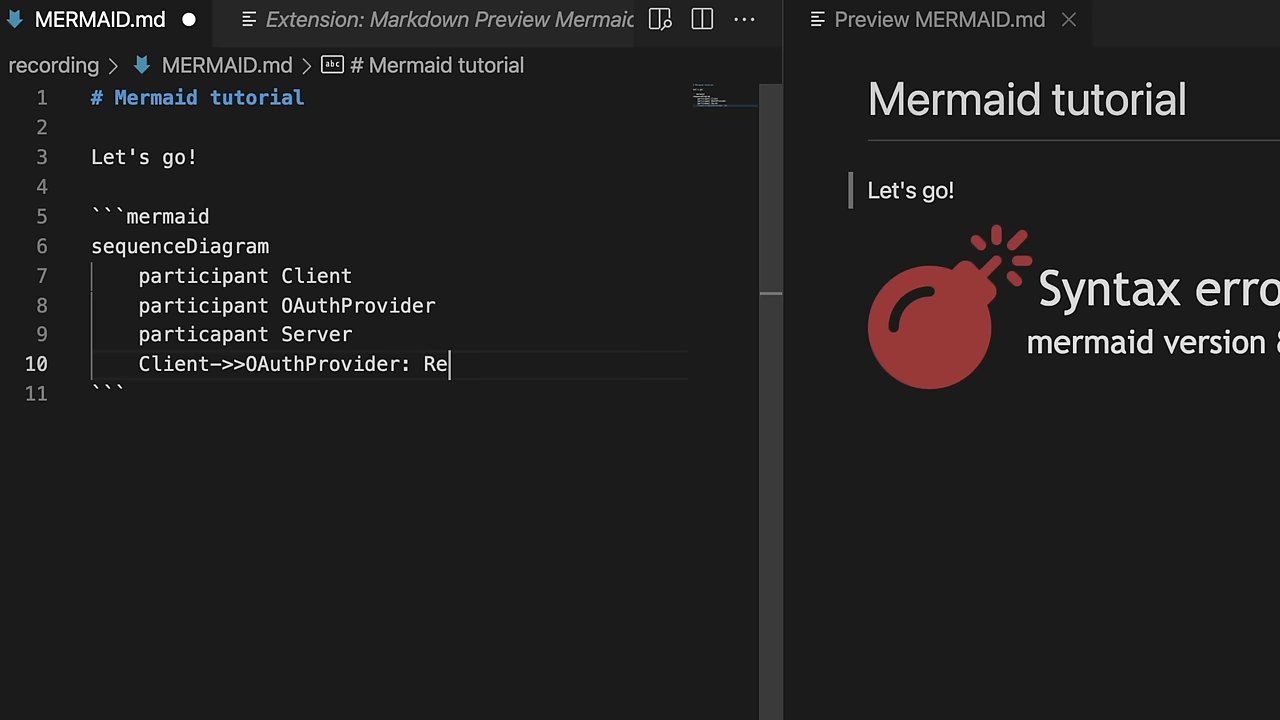 MERMAID.md
Extension: Markdown Preview Mermaid
Preview MERMAID.md
recording > MERMAID.md > abc # Mermaid tutorial
1 # Mermaid tutorial
2
3 Let's go!
4
5 ```mermaid
6 sequenceDiagram
7 participant Client
8 participant OAuthProvider
9 particapant Server
10 Client->>OAuthProvider: Re
11 ```
Mermaid tutorial
Let's go!
Syntax erro
mermaid version